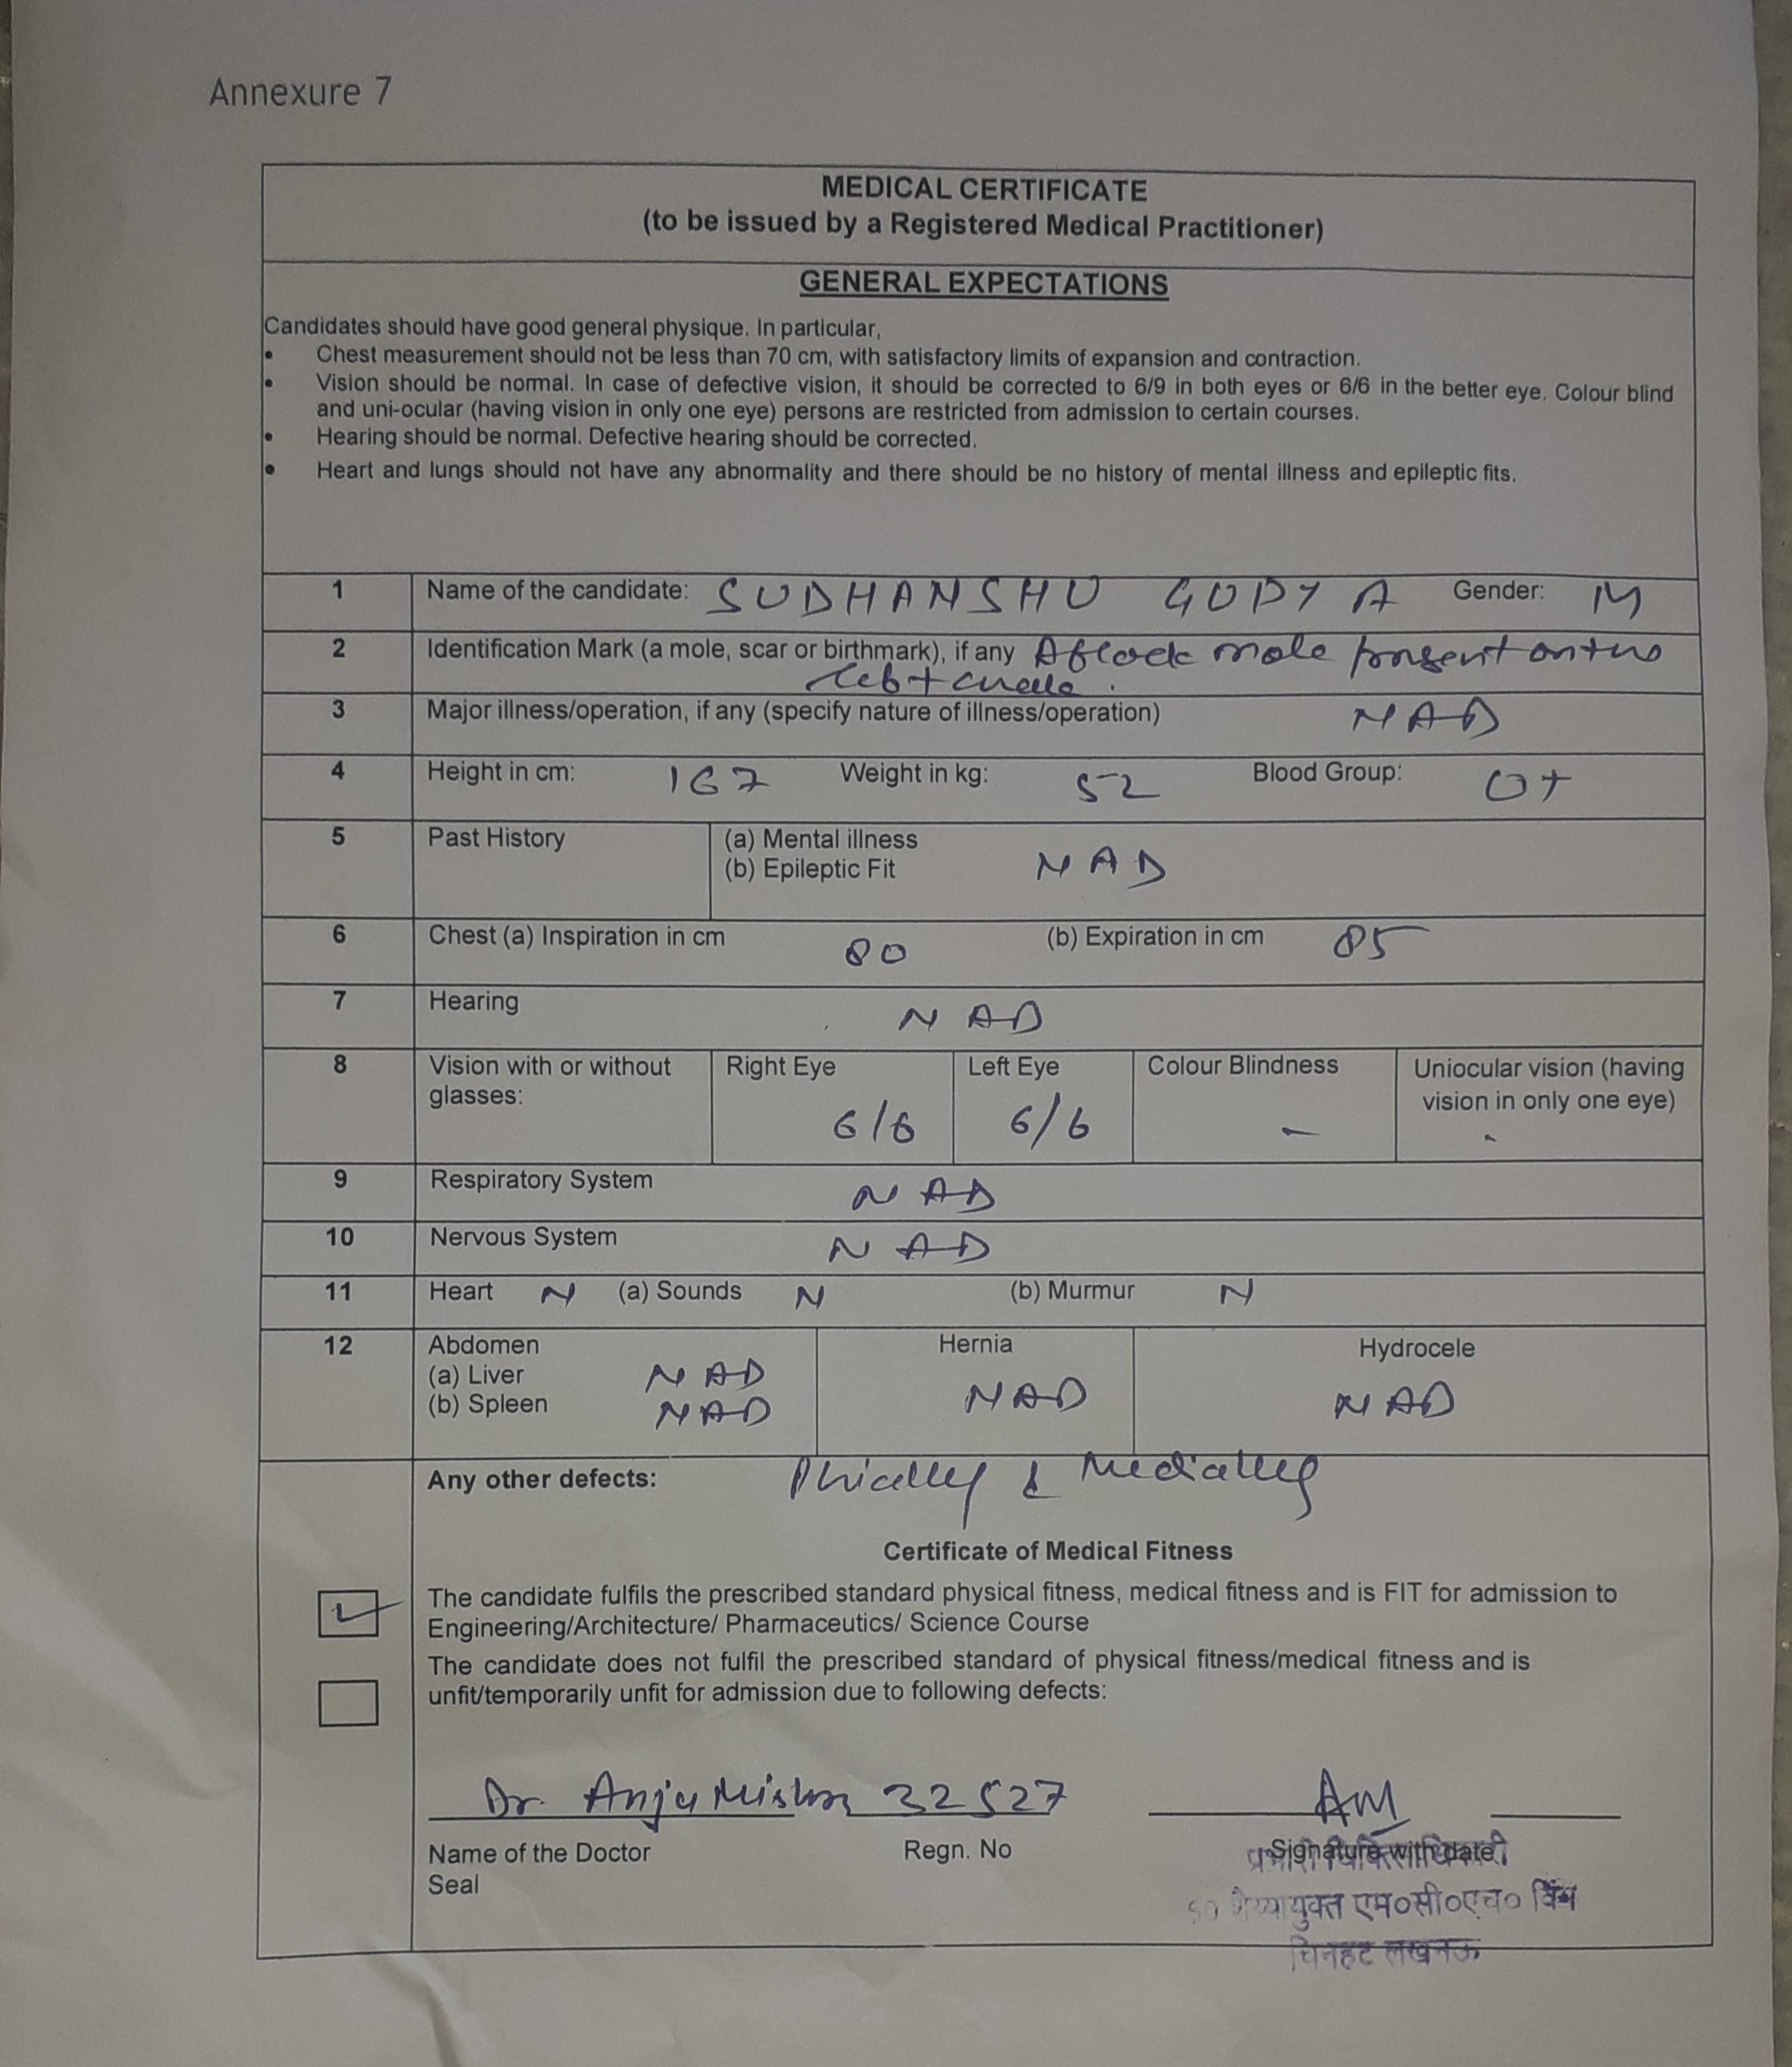 Annexure 7
MEDICAL CERTIFICATE
(to be issued by a Registered Medical Practitioner)
GENERAL EXPECTATIONS
Candidates should have good general physique. In particular,
• Chest measurement should not be less than 70 cm, with satisfactory limits of expansion and contraction.
• Vision should be normal. In case of defective vision, it should be corrected to 6/9 in both eyes or 6/6 in the better eye. Colour blind
and uni-ocular (having vision in only one eye) persons are restricted from admission to certain courses.
• Hearing should be normal. Defective hearing should be corrected.
• Heart and lungs should not have any abnormality and there should be no history of mental illness and epileptic fits.
1 Name of the candidate: SUDHANSHU Gender: M
2 Identification Mark (a mole, scar or birthmark), if any A black mole present on
3 Major illness/operation, if any (specify nature of illness/operation) NAD
4 Height in cm: 167 Weight in kg: 52 Blood Group: O+
5 Past History (a) Mental illness
(b) Epileptic Fit NAD
6 Chest (a) Inspiration in cm 80 (b) Expiration in cm 85
7 Hearing NAD
8 Vision with or without glasses: Right Eye 6/6 Left Eye 6/6 Colour Blindness – Uniocular vision (having vision in only one eye) -
9 Respiratory System NAD
10 Nervous System NAD
11 Heart N (a) Sounds N (b) Murmur N
12 Abdomen Hernia Hydrocele
(a) Liver NAD
(b) Spleen NAD NAD NAD
Any other defects: &
Certificate of Medical Fitness
The candidate fulfils the prescribed standard physical fitness, medical fitness and is FIT for admission to
Engineering/Architecture/ Pharmaceutics/ Science Course
The candidate does not fulfil the prescribed standard of physical fitness/medical fitness and is
unfit/temporarily unfit for admission due to following defects:
Dr. Anju Mishra 32527 AM
Name of the Doctor Regn. No Signature with date
Seal
प्रभारी चिकित्साधिकारी
50 शैय्यायुक्त एम०सी०एच० विंग
चिनहट लखनऊ